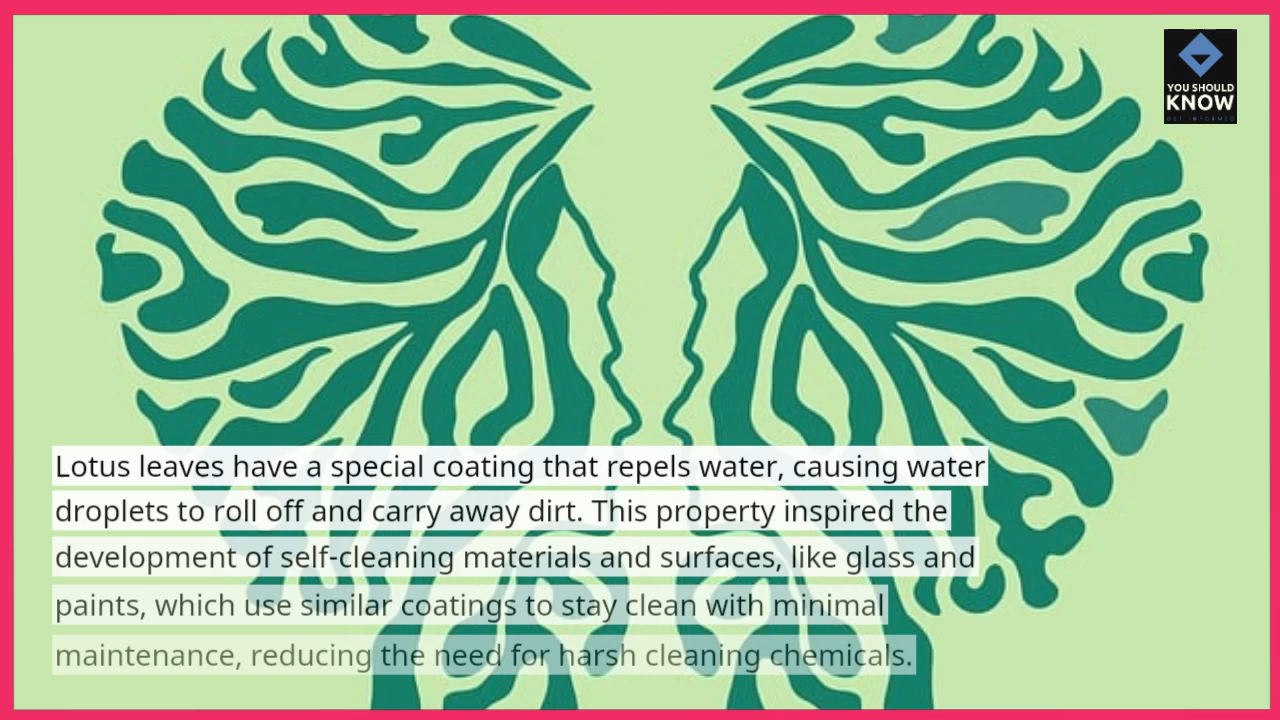 YOU SHOULD
KNOW
GET INFORMED
Lotus leaves have a special coating that repels water, causing water
droplets to roll off and carry away dirt. This property inspired the
development of self-cleaning materials and surfaces, like glass and
paints, which use similar coatings to stay clean with minimal
maintenance, reducing the need for harsh cleaning chemicals.